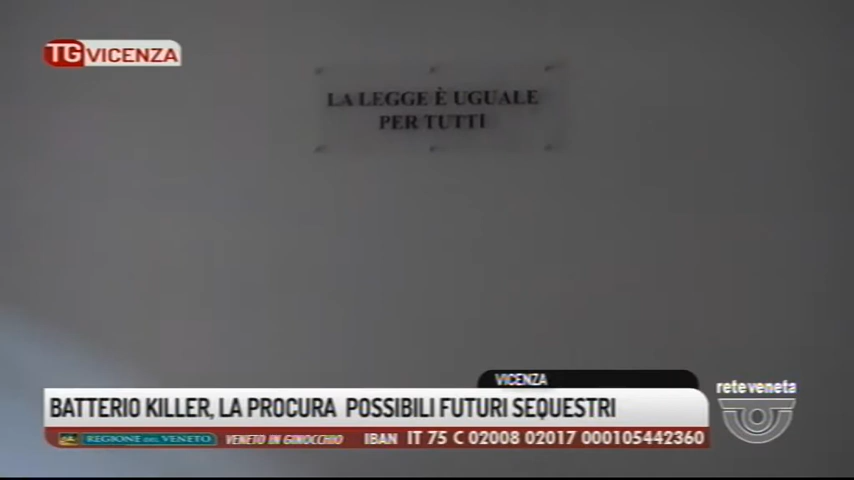 TG VICENZA
LA LEGGE È UGUALE
PER TUTTI
VICENZA
BATTERIO KILLER, LA PROCURA POSSIBILI FUTURI SEQUESTRI
reteveneta
REGIONE DEL VENETO VENETO IN GINOCCHIO IBAN IT 75 C 02008 02017 000105442360